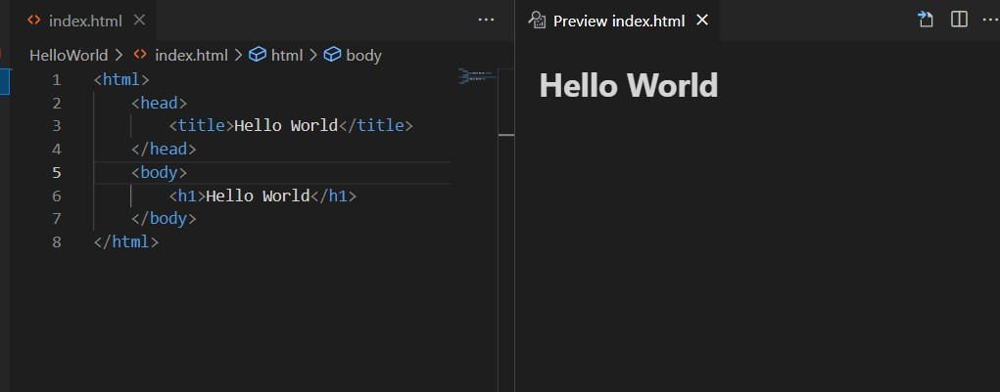 index.html
HelloWorld > index.html > html > body
1 <html>
2 <head>
3 <title>Hello World</title>
4 </head>
5 <body>
6 <h1>Hello World</h1>
7 </body>
8 </html>
Preview index.html
Hello World